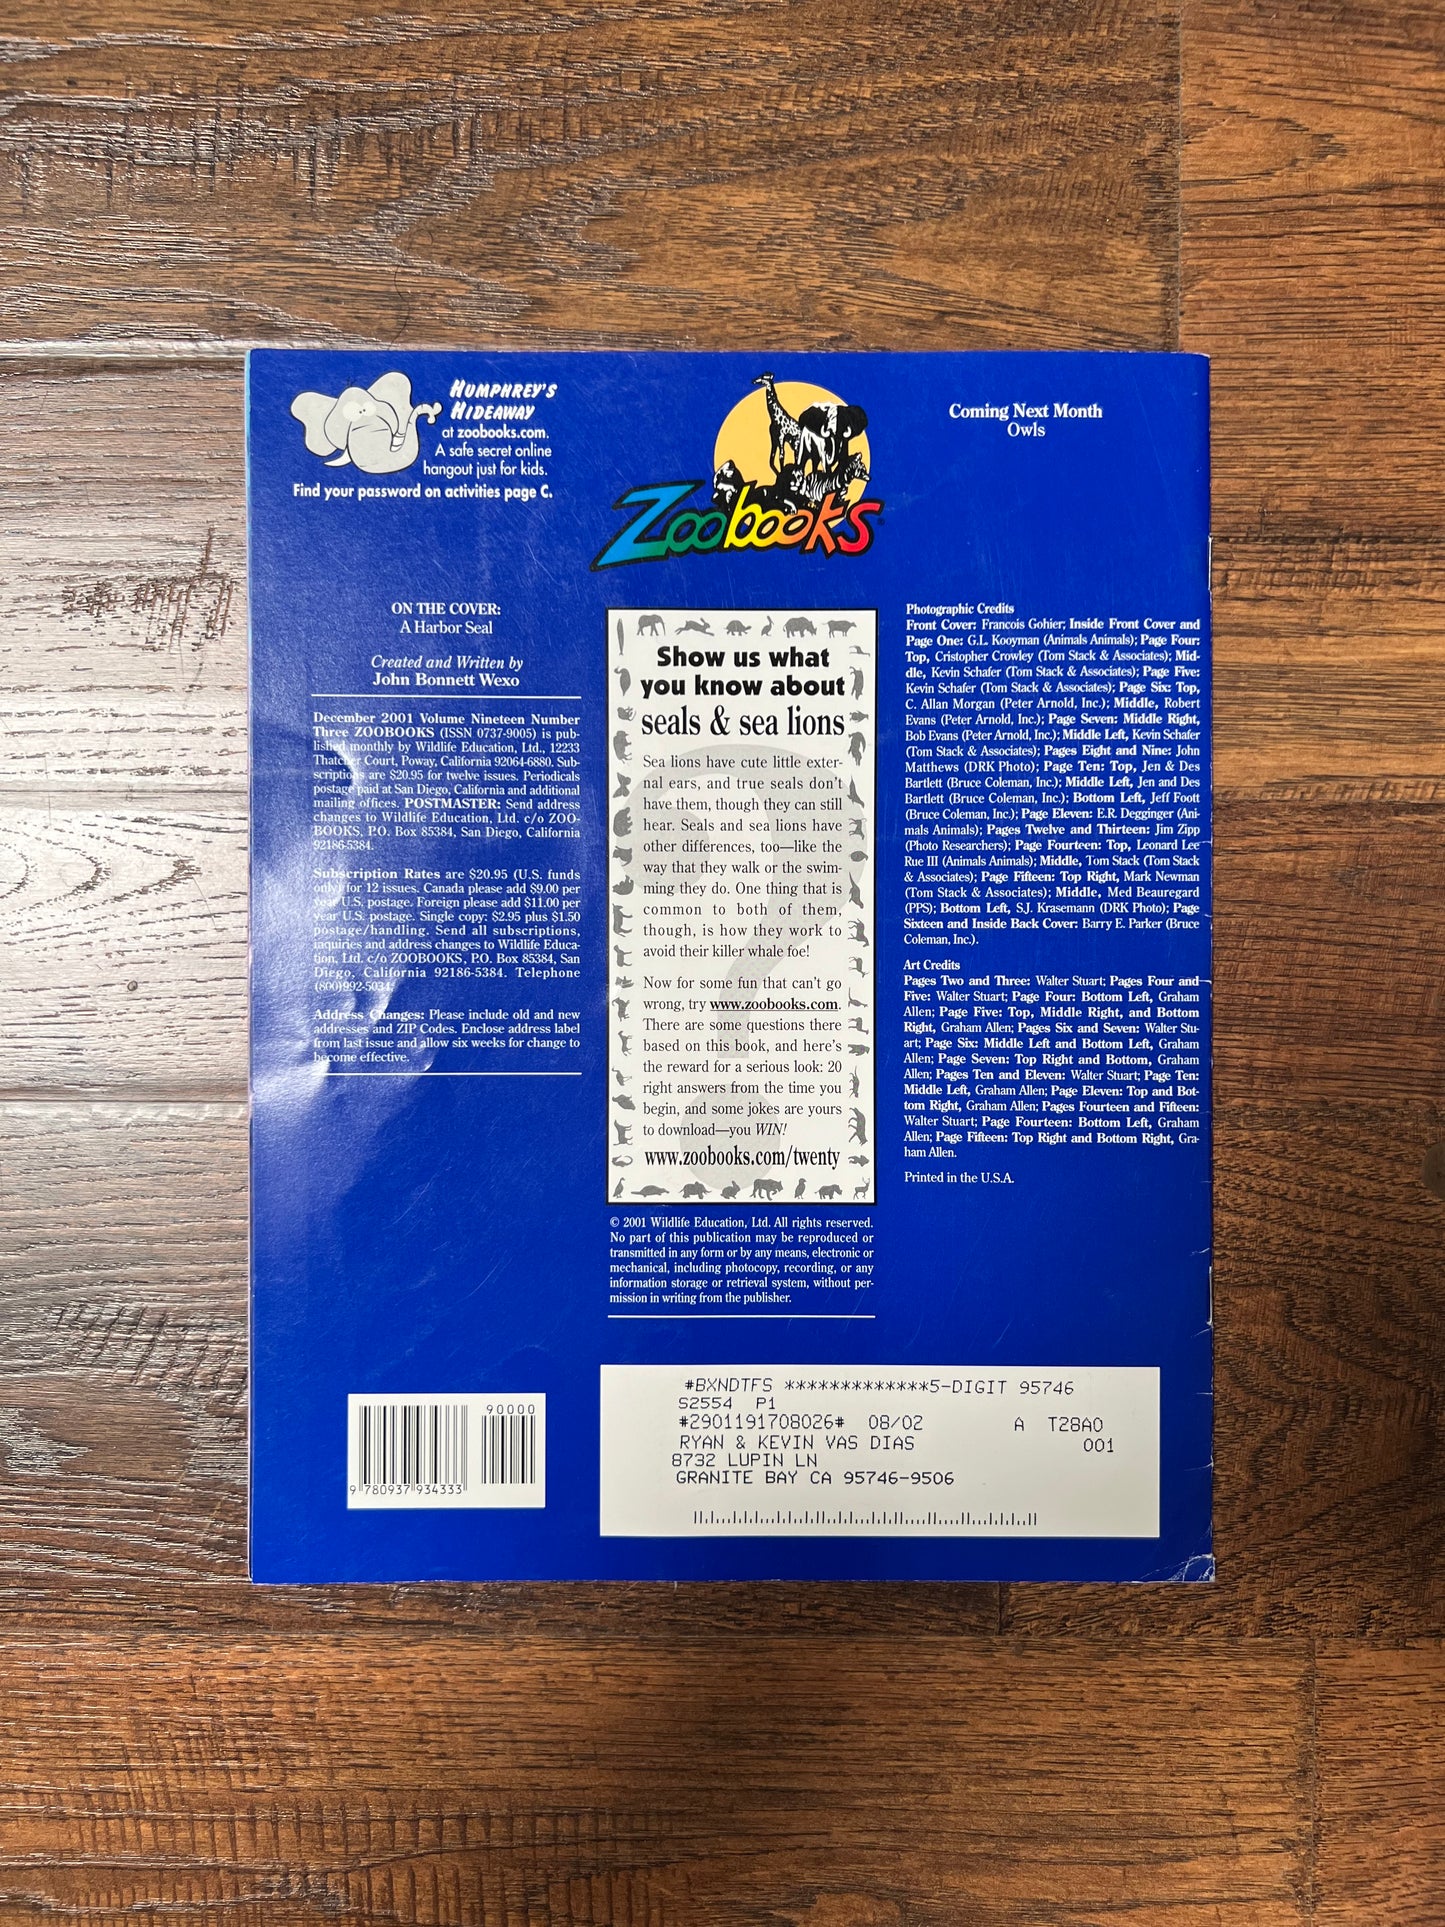 HUMPHREY'S
HIDEAWAY
at zoobooks.com.
A safe secret online
hangout just for kids.
Find your password on activities page C.
Zoobooks
Coming Next Month
Owls
ON THE COVER:
A Harbor Seal
Created and Written by
John Bonnett Wexo
December 2001 Volume Nineteen Number
Three ZOOBOOKS (ISSN 0737-9005) is pub-
lished monthly by Wildlife Education, Ltd., 12233
Thatcher Court, Poway, California 92064-6880. Sub-
scriptions are $20.95 for twelve issues. Periodicals
postage paid at San Diego, California and additional
mailing offices. POSTMASTER: Send address
changes to Wildlife Education, Ltd. c/o ZOO-
BOOKS, P.O. Box 85384, San Diego, California
92186-5384.
Subscription Rates are $20.95 (U.S. funds
only) for 12 issues. Canada please add $9.00 per
year U.S. postage. Foreign please add $11.00 per
year U.S. postage. Single copy: $2.95 plus $1.50
postage/handling. Send all subscriptions,
inquiries and address changes to Wildlife Educa-
tion, Ltd. c/o ZOOBOOKS, P.O. Box 85384, San
Diego, California 92186-5384. Telephone
(800)992-5034.
Address Changes: Please include old and new
addresses and ZIP Codes. Enclose address label
from last issue and allow six weeks for change to
become effective.
Show us what
you know about
seals & sea lions
Sea lions have cute little exter-
nal ears, and true seals don't
have them, though they can still
hear. Seals and sea lions have
other differences, too—like the
way that they walk or the swim-
ming they do. One thing that is
common to both of them,
though, is how they work to
avoid their killer whale foe!
Now for some fun that can't go
wrong, try www.zoobooks.com.
There are some questions there
based on this book, and here's
the reward for a serious look: 20
right answers from the time you
begin, and some jokes are yours
to download—you WIN!
www.zoobooks.com/twenty
© 2001 Wildlife Education, Ltd. All rights reserved.
No part of this publication may be reproduced or
transmitted in any form or by any means, electronic or
mechanical, including photocopy, recording, or any
information storage or retrieval system, without per-
mission in writing from the publisher.
Photographic Credits
Front Cover: Francois Gohier; Inside Front Cover and
Page One: G.L. Kooyman (Animals Animals); Page Four:
Top, Cristopher Crowley (Tom Stack & Associates); Mid-
dle, Kevin Schafer (Tom Stack & Associates); Page Five:
Kevin Schafer (Tom Stack & Associates); Page Six: Top,
C. Allan Morgan (Peter Arnold, Inc.); Middle, Robert
Evans (Peter Arnold, Inc.); Page Seven: Middle Right,
Bob Evans (Peter Arnold, Inc.); Middle Left, Kevin Schafer
(Tom Stack & Associates); Pages Eight and Nine: John
Matthews (DRK Photo); Page Ten: Top, Jen & Des
Bartlett (Bruce Coleman, Inc.); Middle Left, Jen and Des
Bartlett (Bruce Coleman, Inc.); Bottom Left, Jeff Foott
(Bruce Coleman, Inc.); Page Eleven: E.R. Degginger (Ani-
mals Animals); Pages Twelve and Thirteen: Jim Zipp
(Photo Researchers); Page Fourteen: Top, Leonard Lee
Rue III (Animals Animals); Middle, Tom Stack (Tom Stack
& Associates); Page Fifteen: Top Right, Mark Newman
(Tom Stack & Associates); Middle, Med Beauregard
(PPS); Bottom Left, S.J. Krasemann (DRK Photo); Page
Sixteen and Inside Back Cover: Barry E. Parker (Bruce
Coleman, Inc.).
Art Credits
Pages Two and Three: Walter Stuart; Pages Four and
Five: Walter Stuart; Page Four: Bottom Left, Graham
Allen; Page Five: Top, Middle Right, and Bottom
Right, Graham Allen; Pages Six and Seven: Walter Stu-
art; Page Six: Middle Left and Bottom Left, Graham
Allen; Page Seven: Top Right and Bottom, Graham
Allen; Pages Ten and Eleven: Walter Stuart; Page Ten:
Middle Left, Graham Allen; Page Eleven: Top and Bot-
tom Right, Graham Allen; Pages Fourteen and Fifteen:
Walter Stuart; Page Fourteen: Bottom Left, Graham
Allen; Page Fifteen: Top Right and Bottom Right, Gra-
ham Allen.
Printed in the U.S.A.
90000
9 780937 934333
#BXNDTFS *************5-DIGIT 95746
S2554 P1
#2901191708026# 08/02 A T28A0
RYAN & KEVIN VAS DIAS 001
8732 LUPIN LN
GRANITE BAY CA 95746-9506